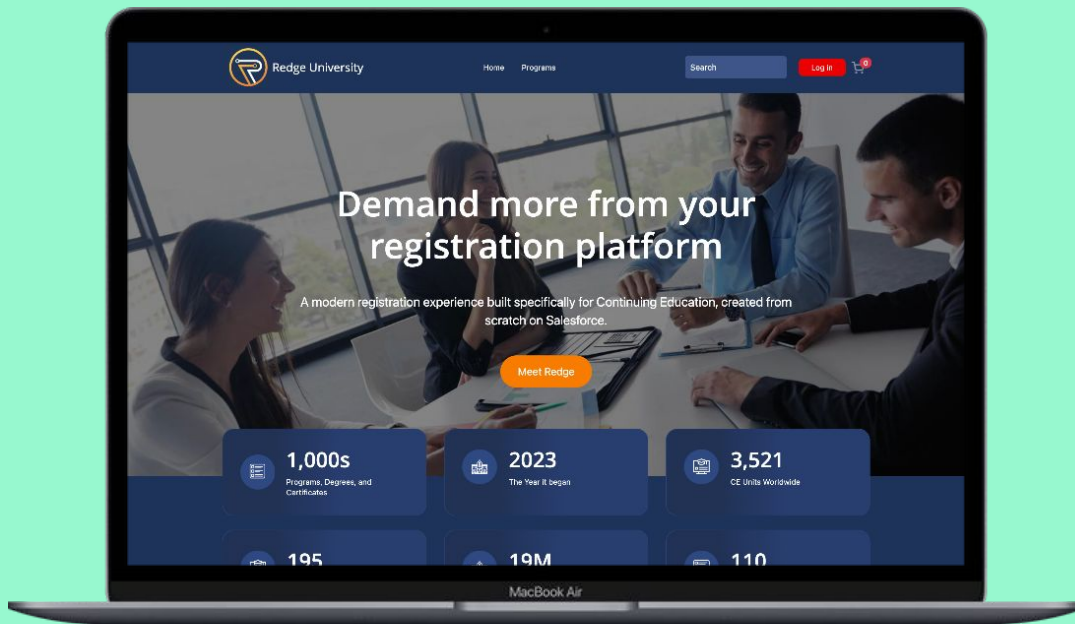 Redge University
Home Programs
Search
Log In
0
Demand more from your
registration platform
A modern registration experience built specifically for Continuing Education, created from
scratch on Salesforce.
Meet Redge
1,000s
Programs, Degrees, and
Certificates
2023
The Year it began
3,521
CE Units Worldwide
195
19M
110
MacBook Air